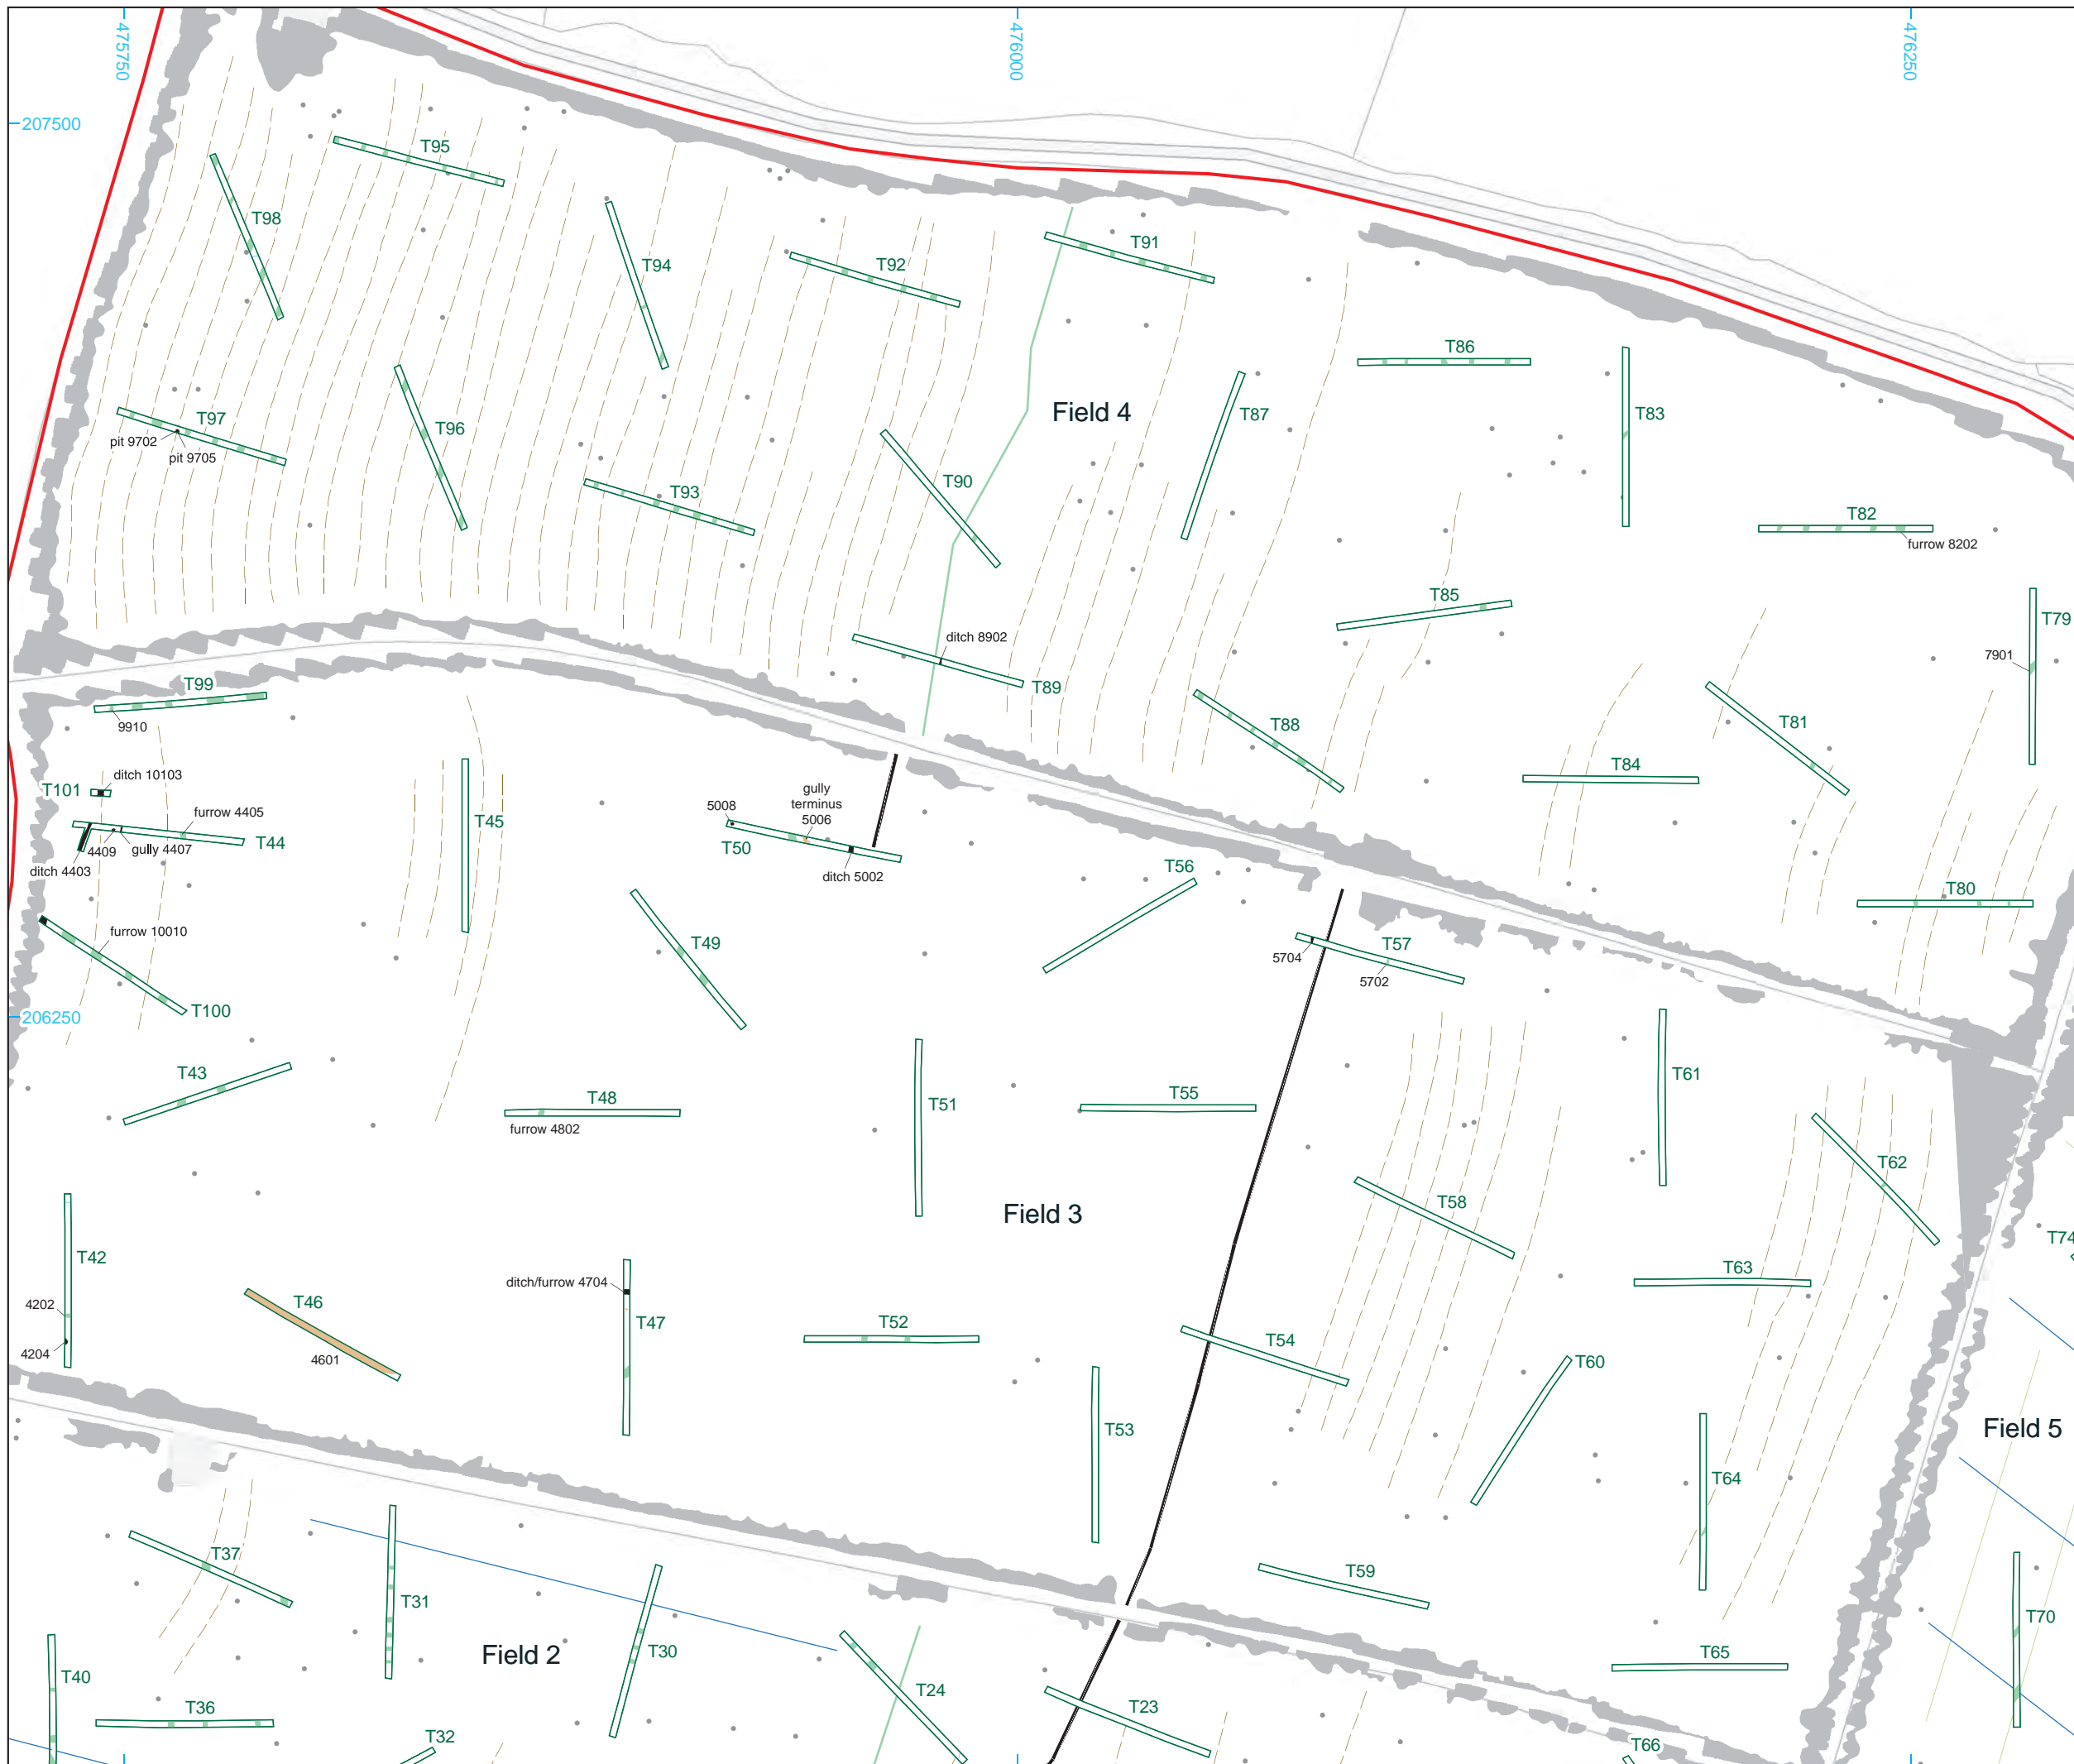 475750
476000
476250
207500
T95
T98
T94
T92
T91
T86
T83
T97
pit 9702
pit 9705
T96
Field 4
T87
T93
T90
T82
furrow 8202
T85
T79
7901
ditch 8902
T89
T99
9910
T88
T81
T84
ditch 10103
T101
furrow 4405
T44
4409
gully 4407
ditch 4403
T45
5008
gully
terminus
5006
T50
ditch 5002
T56
T80
furrow 10010
T100
T49
T57
5704
5702
206250
T43
T48
furrow 4802
T51
T55
T61
T58
T62
Field 3
T42
4202
4204
T46
4601
ditch/furrow 4704
T47
T52
T54
T63
T74
T60
T53
T64
Field 5
T37
T31
T30
T59
T70
Field 2
T40
T36
T32
T24
T23
T65
T66